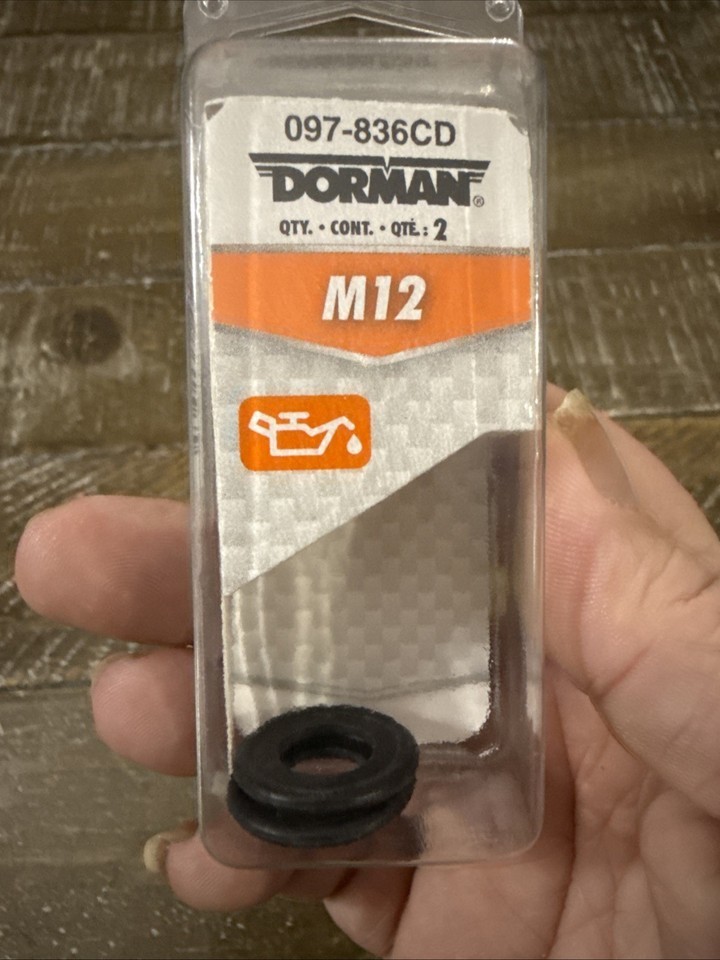 097-836CD
DORMAN®
QTY. • CONT. • QTÉ.: 2
M12